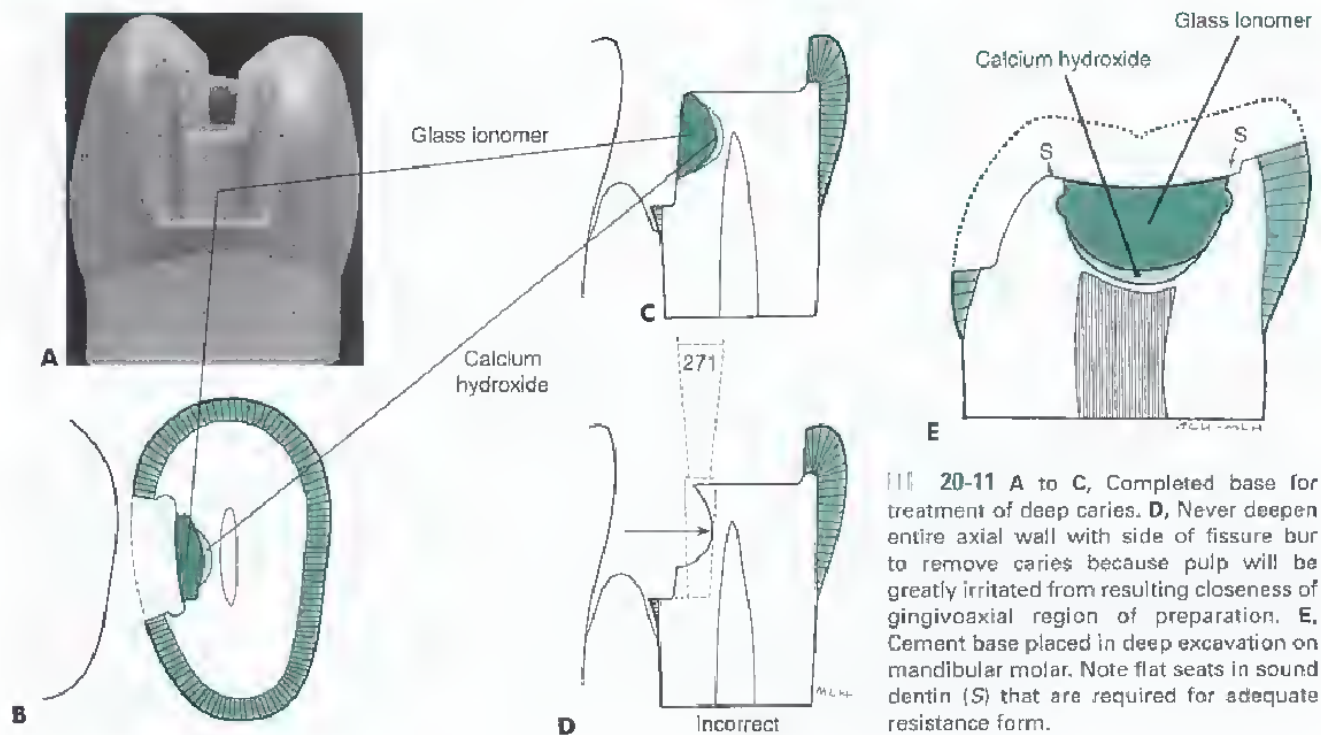 Glass ionomer
Calcium hydroxide
S
S
E
Glass ionomer
Calcium
hydroxide
A
B
C
271
D
Incorrect
20-11 A to C, Completed base for
treatment of deep caries. D, Never deepen
entire axial wall with side of fissure bur
to remove caries because pulp will be
greatly irritated from resulting closeness of
gingivoaxial region of preparation. E,
Cement base placed in deep excavation on
mandibular molar. Note flat seats in sound
dentin (S) that are required for adequate
resistance form.